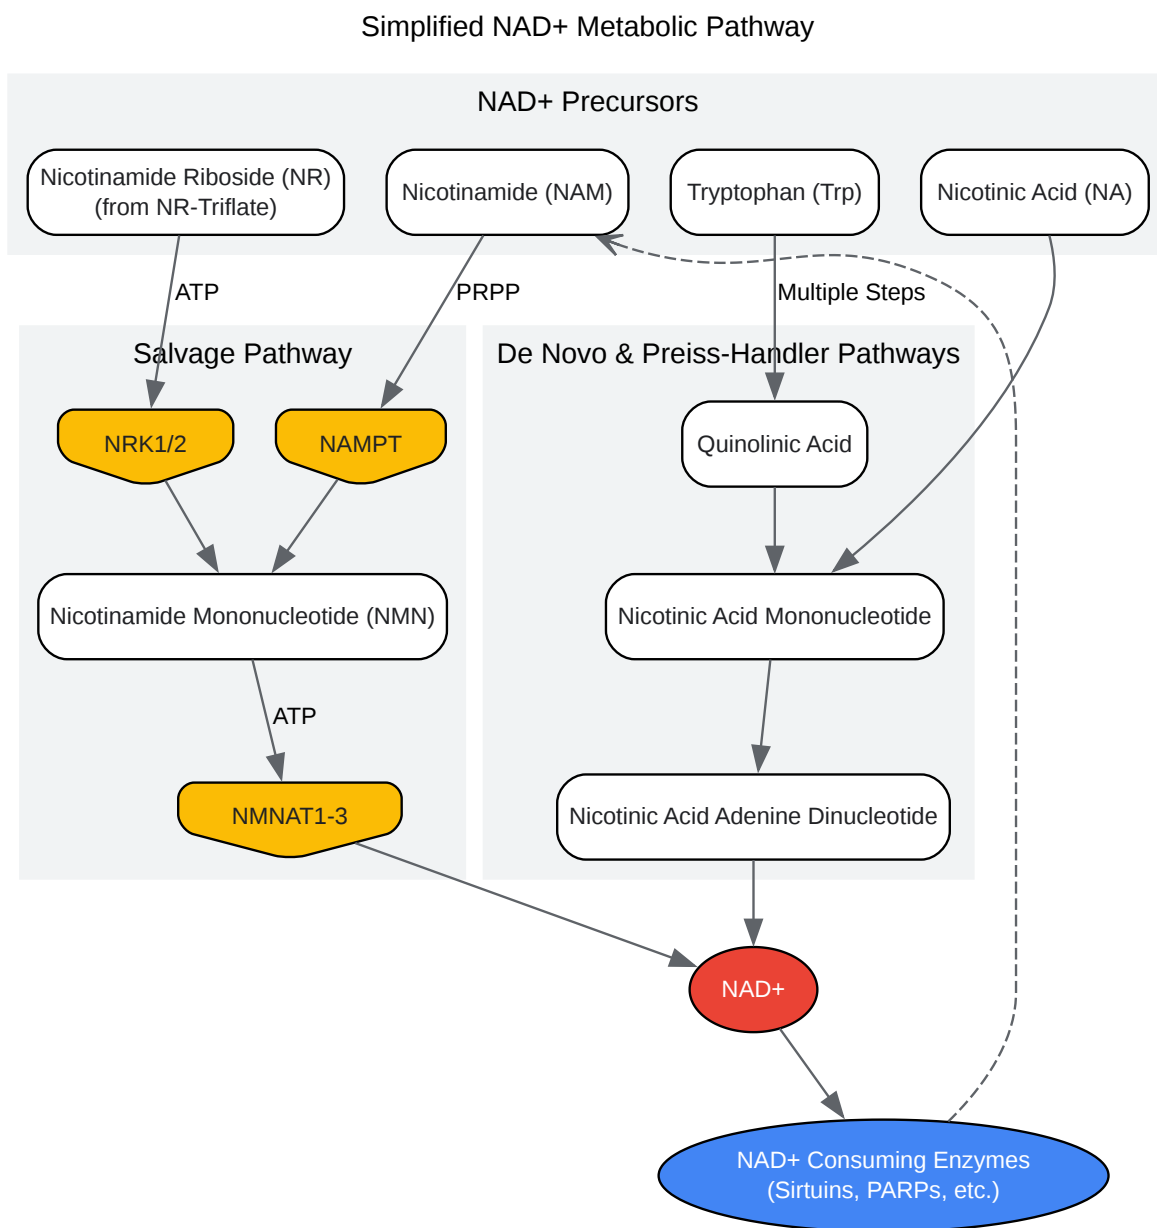 Simplified NAD+ Metabolic Pathway
NAD+ Precursors
Nicotinamide Riboside (NR)
(from NR-Triflate)
Nicotinamide (NAM)
Tryptophan (Trp)
Nicotinic Acid (NA)
ATP
PRPP
Multiple Steps
Salvage Pathway
De Novo & Preiss-Handler Pathways
NRK1/2
NAMPT
Quinolinic Acid
Nicotinamide Mononucleotide (NMN)
Nicotinic Acid Mononucleotide
ATP
NMNAT1-3
Nicotinic Acid Adenine Dinucleotide
NAD+
NAD+ Consuming Enzymes
(Sirtuins, PARPs, etc.)